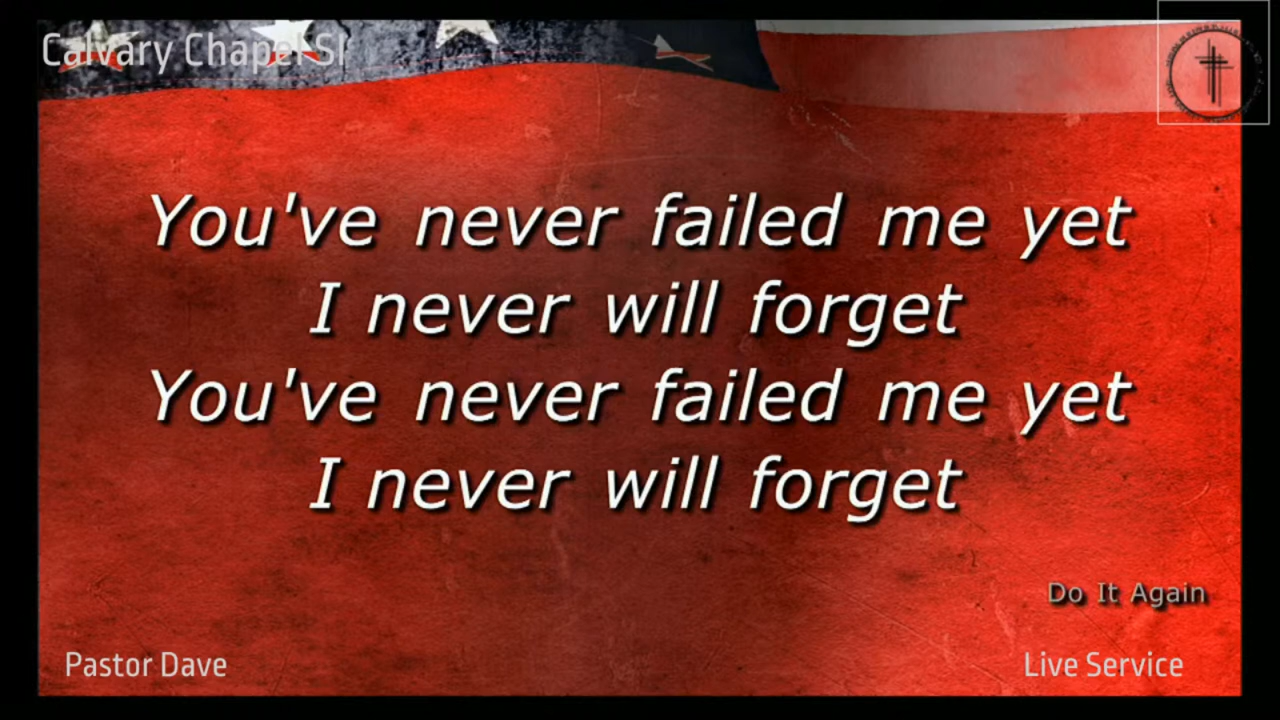 Calvary Chapel SI
You've never failed me yet
I never will forget
You've never failed me yet
I never will forget
Do It Again
Pastor Dave
Live Service